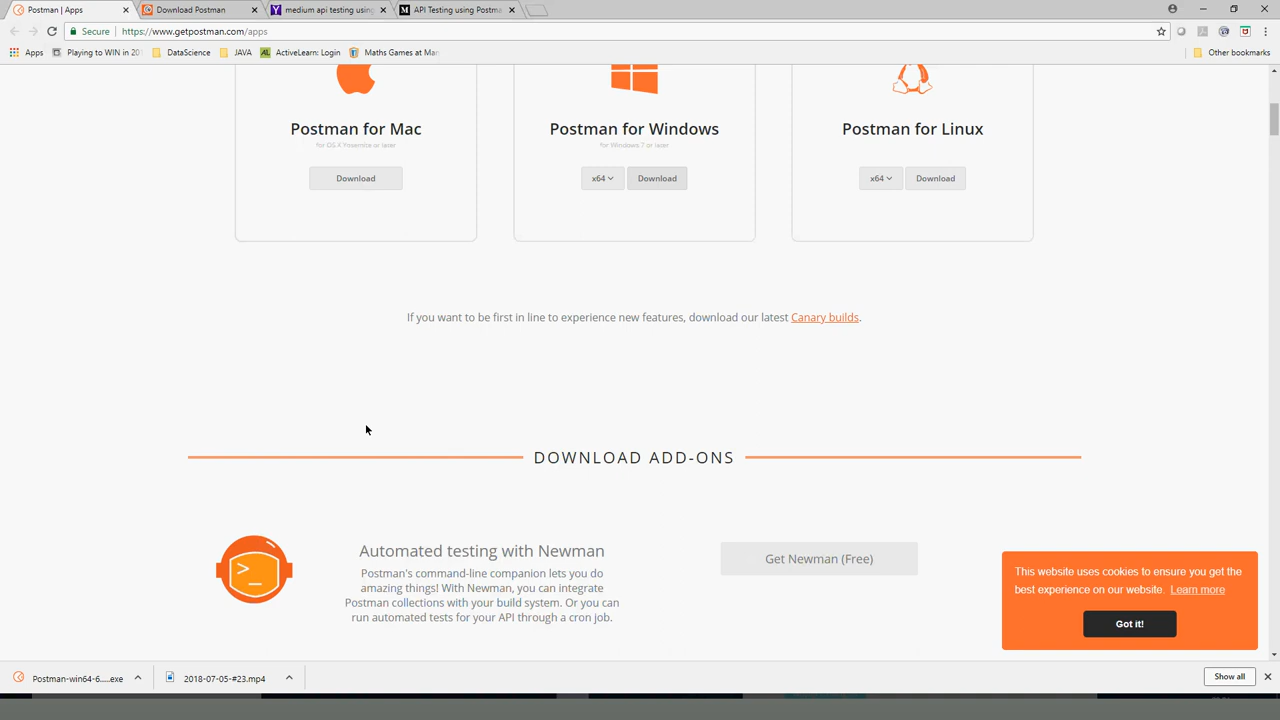 Postman | Apps
Download Postman
medium api testing using
API Testing using Postma
Secure | https://www.getpostman.com/apps
Apps
Playing to WIN in 20
DataScience
JAVA
ActiveLearn: Login
Maths Games at Ma
Other bookmarks
Postman for Mac
for OS X Yosemite or later
Download
Postman for Windows
for Windows 7 or later
x64
Download
Postman for Linux
x64
Download
If you want to be first in line to experience new features, download our latest Canary builds.
DOWNLOAD ADD-ONS
Automated testing with Newman
Postman's command-line companion lets you do
amazing things! With Newman, you can integrate
Postman collections with your build system. Or you can
run automated tests for your API through a cron job.
Get Newman (Free)
This website uses cookies to ensure you get the
best experience on our website. Learn more
Got it!
Postman-win64-6.....exe
2018-07-05-#23.mp4
Show all